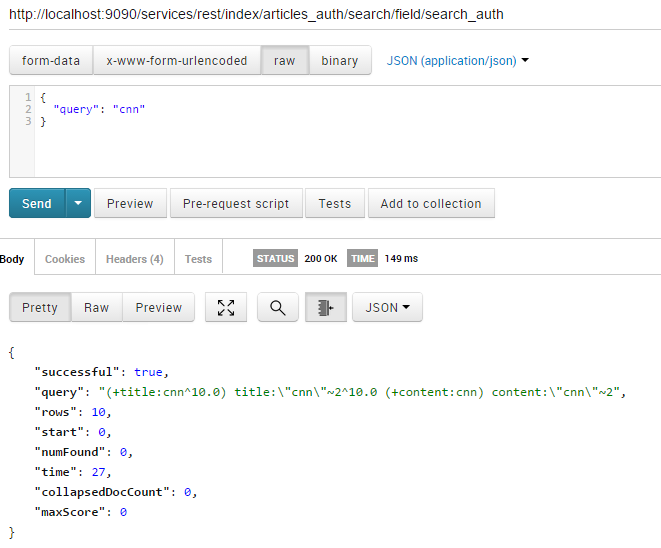 http://localhost:9090/services/rest/index/articles_auth/search/field/search_auth
form-data x-www-form-urlencoded raw binary JSON (application/json)
1 {
2 "query": "cnn"
3 }
Send Preview Pre-request script Tests Add to collection
Body Cookies Headers (4) Tests STATUS 200 OK TIME 149 ms
Pretty Raw Preview JSON
{
"successful": true,
"query": "(+title:cnn^10.0) title:\"cnn\"~2^10.0 (+content:cnn) content:\"cnn\"~2",
"rows": 10,
"start": 0,
"numFound": 0,
"time": 27,
"collapsedDocCount": 0,
"maxScore": 0
}